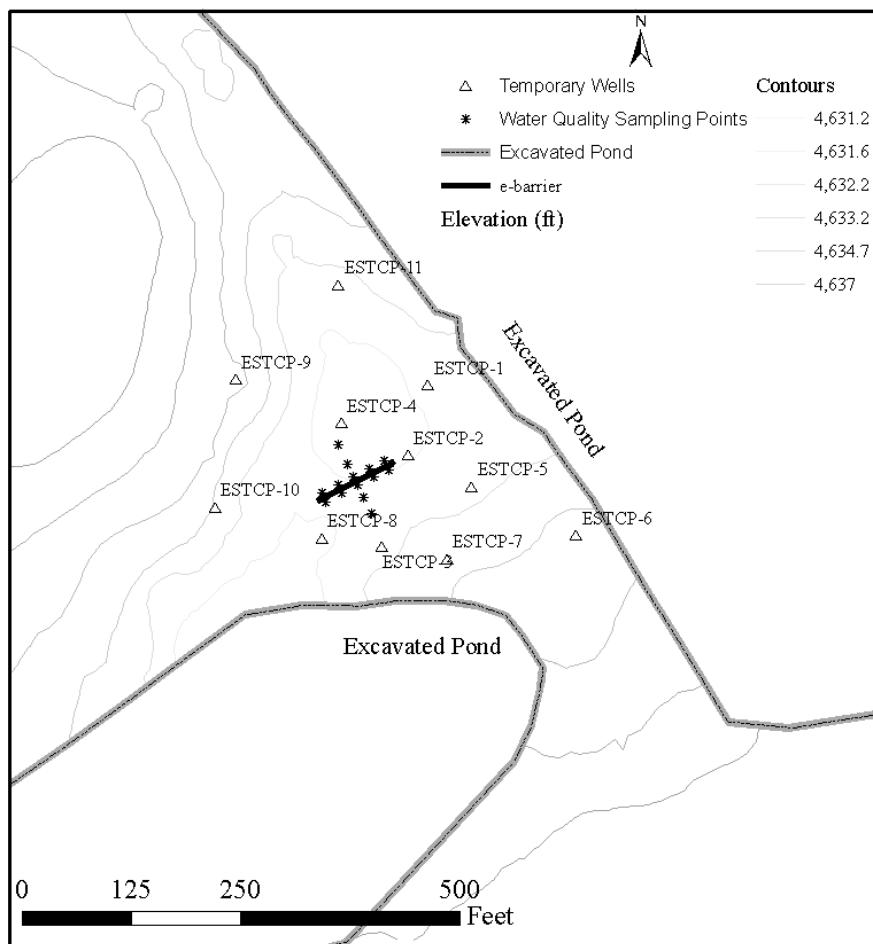 N
Temporary Wells
Contours
Water Quality Sampling Points
4,631.2
Excavated Pond
4,631.6
e-barrier
4,632.2
Elevation (ft)
4,633.2
4,634.7
4,637
ESTCP-11
Excavated Pond
ESTCP-9
ESTCP-1
ESTCP-4
ESTCP-2
ESTCP-5
ESTCP-10
ESTCP-6
ESTCP-8
ESTCP-7
ESTCP-3
Excavated Pond
0 125 250 500
Feet